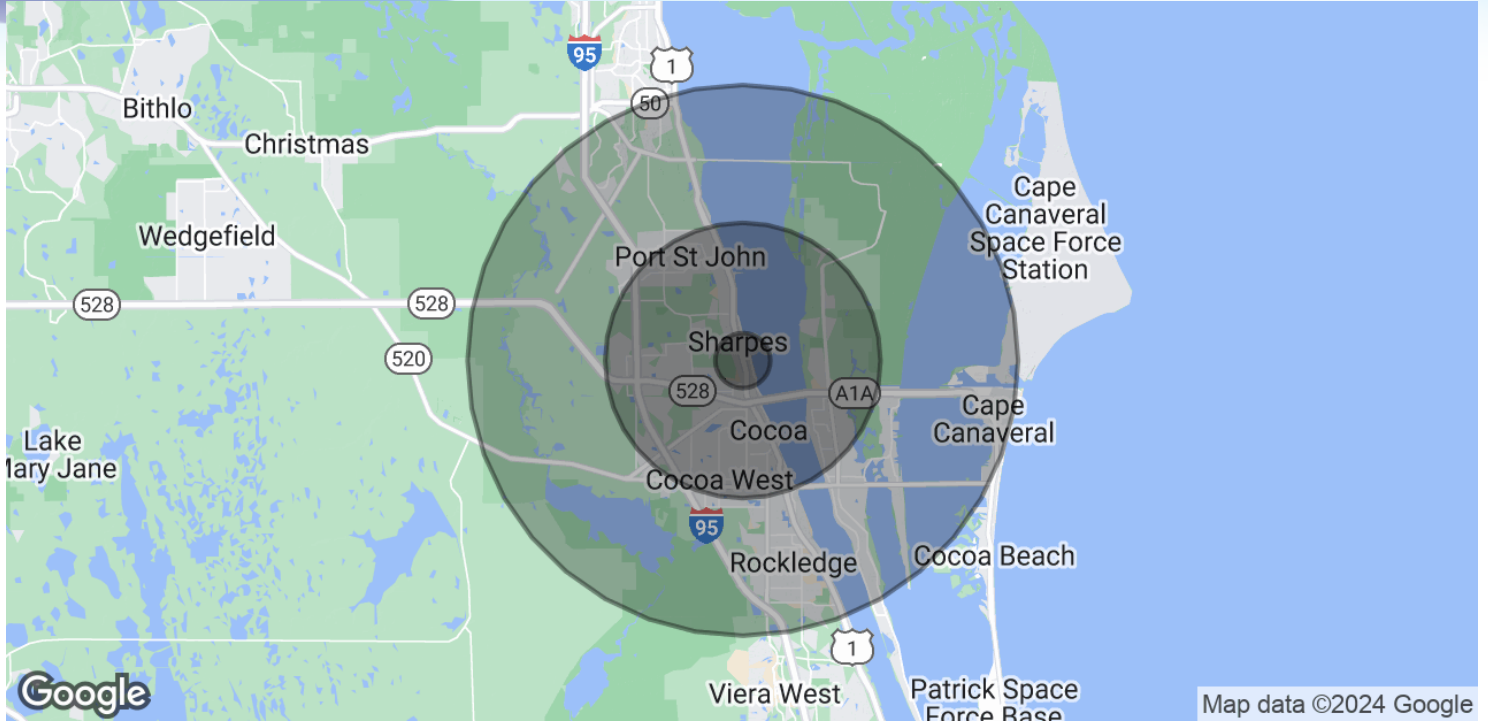 95
1
50
Bithlo
Christmas
Cape
Canaveral
Space Force
Station
Wedgefield
Port St John
528
528
520
Sharpes
528
A1A
Cape
Canaveral
Cocoa
Lake
Mary Jane
Cocoa West
95
Rockledge
Cocoa Beach
1
Viera West
Patrick Space
Force Base
Google
Map data ©2024 Google